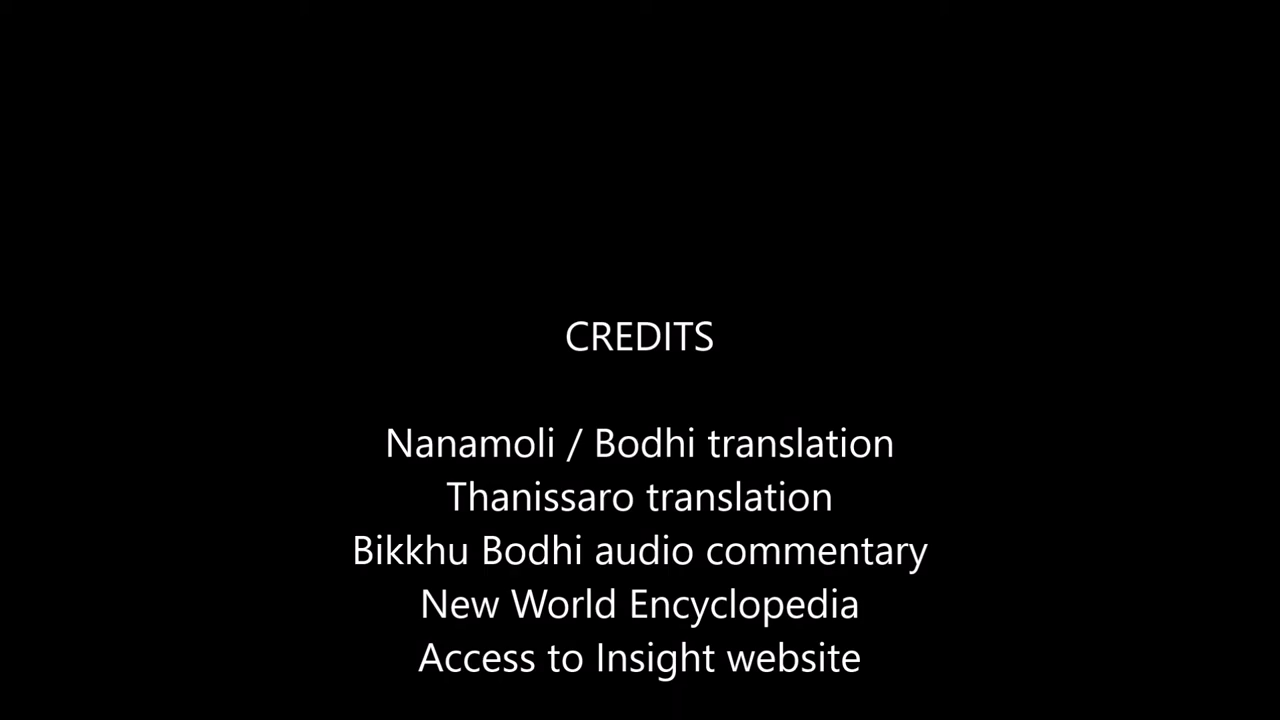 CREDITS
Nanamoli / Bodhi translation
Thanissaro translation
Bikkhu Bodhi audio commentary
New World Encyclopedia
Access to Insight website